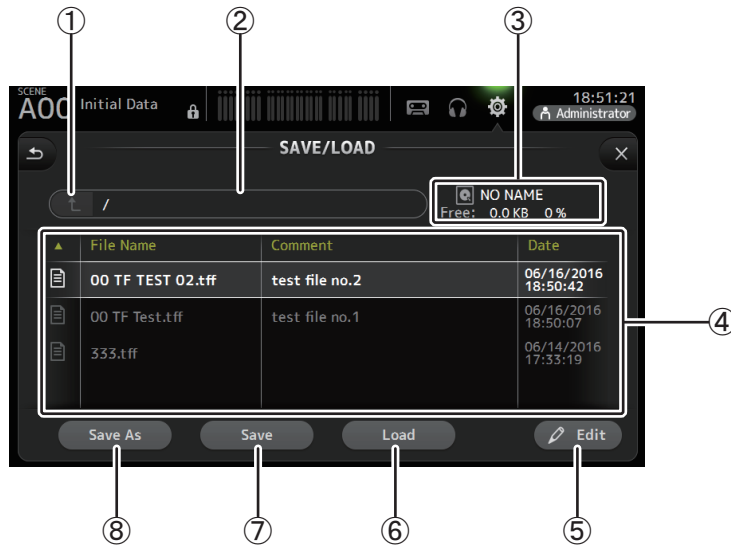 ① ② ③
SCENE
A00 Initial Data
18:51:21
Administrator
SAVE/LOAD
/
NO NAME
Free: 0.0 KB 0 %
File Name Comment Date
00 TF TEST 02.tff test file no.2 06/16/2016
18:50:42
00 TF Test.tff test file no.1 06/16/2016
18:50:07
333.tff 06/14/2016
17:33:19
④
Save As Save Load Edit
⑧ ⑦ ⑥ ⑤